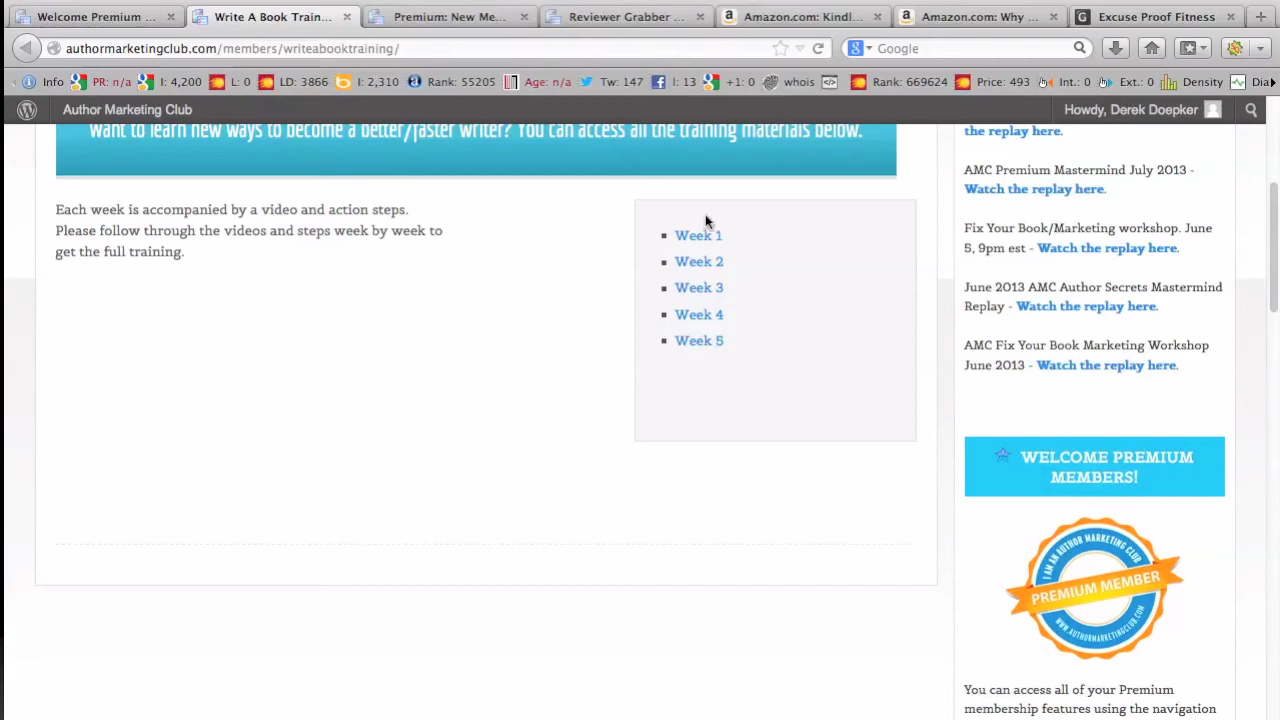 Welcome Premium ...
Write A Book Train...
Premium: New Me...
Reviewer Grabber ...
Amazon.com: Kindl...
Amazon.com: Why ...
Excuse Proof Fitness
authormarketingclub.com/members/writeabooktraining/
Google
Info PR: n/a I: 4,200 L: 0 LD: 3866 I: 2,310 Rank: 55205 Age: n/a Tw: 147 I: 13 +1: 0 whois Rank: 669624 Price: 493 Int.: 0 Ext.: 0 Density Dia
Author Marketing Club
Howdy, Derek Doepker
Want to learn new ways to become a better/faster writer? You can access all the training materials below.
Each week is accompanied by a video and action steps.
Please follow through the videos and steps week by week to
get the full training.
Week 1
Week 2
Week 3
Week 4
Week 5
the replay here.
AMC Premium Mastermind July 2013 -
Watch the replay here.
Fix Your Book/Marketing workshop. June
5, 9pm est - Watch the replay here.
June 2013 AMC Author Secrets Mastermind
Replay - Watch the replay here.
AMC Fix Your Book Marketing Workshop
June 2013 - Watch the replay here.
WELCOME PREMIUM
MEMBERS!
I AM AN AUTHOR MARKETING CLUB
PREMIUM MEMBER
WWW.AUTHORMARKETINGCLUB.COM
You can access all of your Premium
membership features using the navigation